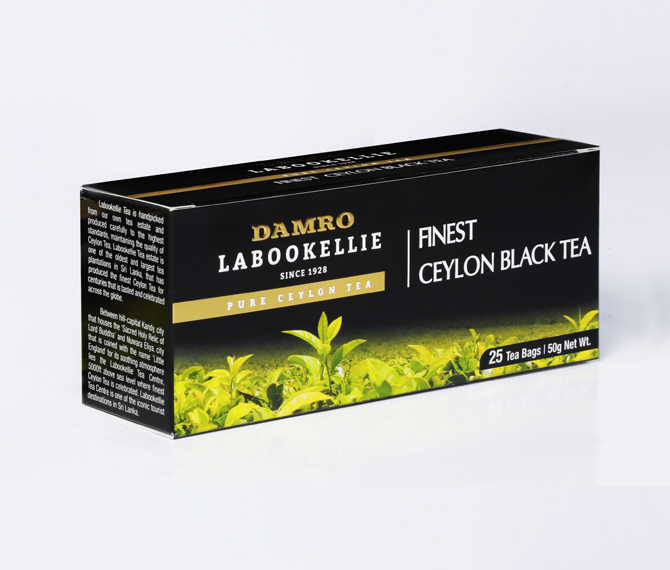 LABOOKELLIE
SINCE 1928
PURE CEYLON TEA
FINEST CEYLON BLACK TEA
Labookellie Tea is handpicked
from our own tea estate and
produced carefully to the highest
standards, maintaining the quality of
Ceylon Tea. Labookellie Tea estate is
one of the oldest and largest tea
plantations in Sri Lanka, that has
produced the finest Ceylon Tea for
centuries that is tasted and celebrated
across the globe.
Between hill-capital Kandy, city
that houses the 'Sacred Holy Relic of
Lord Buddha' and Nuwara Eliya, city
that is coined with the name 'Little
England' for its soothing atmosphere
lies the Labookellie Tea Centre,
5000ft above sea level where finest
Ceylon Tea is celebrated. Labookellie
Tea Centre is one of the iconic tourist
destinations in Sri Lanka.
DAMRO
LABOOKELLIE
SINCE 1928
PURE CEYLON TEA
FINEST
CEYLON BLACK TEA
25 Tea Bags | 50g Net Wt.